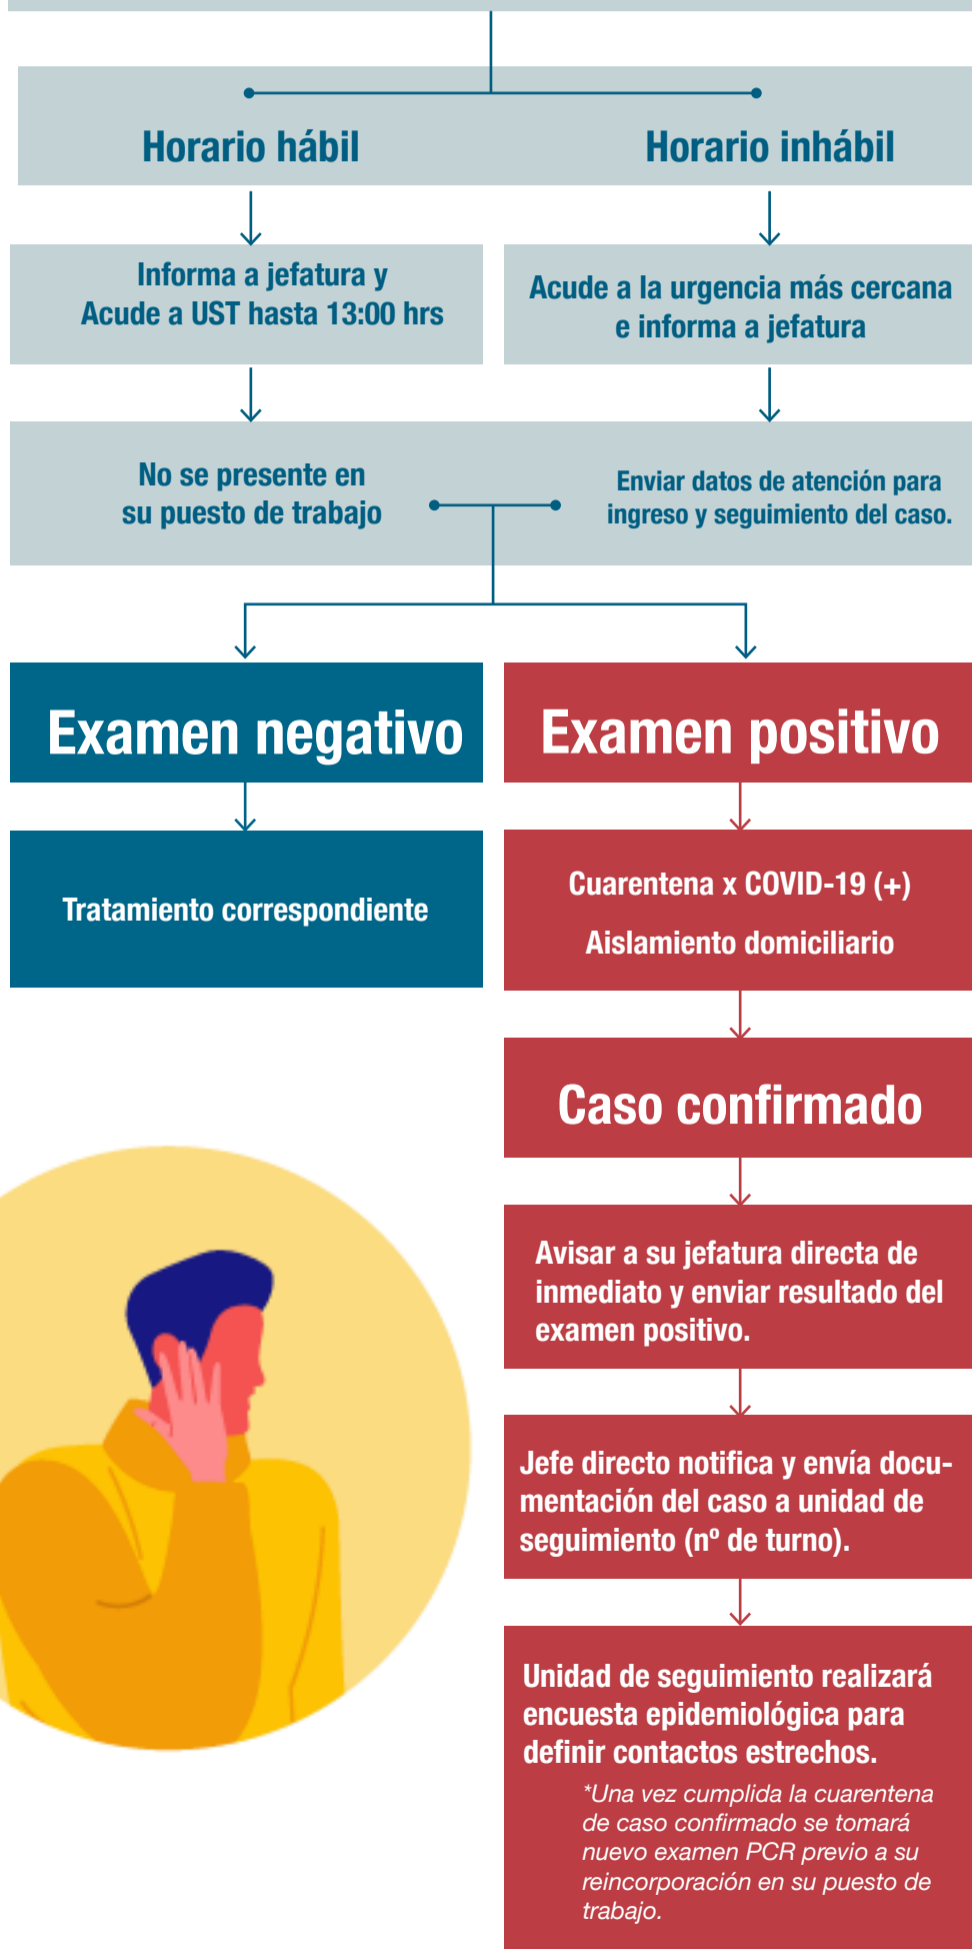 Horario hábil
Horario inhábil
Informa a jefatura y
Acude a UST hasta 13:00 hrs
Acude a la urgencia más cercana
e informa a jefatura
No se presente en
su puesto de trabajo
Enviar datos de atención para
ingreso y seguimiento del caso.
Examen negativo
Examen positivo
Tratamiento correspondiente
Cuarentena x COVID-19 (+)
Aislamiento domiciliario
Caso confirmado
Avisar a su jefatura directa de
inmediato y enviar resultado del
examen positivo.
Jefe directo notifica y envía docu-
mentación del caso a unidad de
seguimiento (nº de turno).
Unidad de seguimiento realizará
encuesta epidemiológica para
definir contactos estrechos.
*Una vez cumplida la cuarentena
de caso confirmado se tomará
nuevo examen PCR previo a su
reincorporación en su puesto de
trabajo.